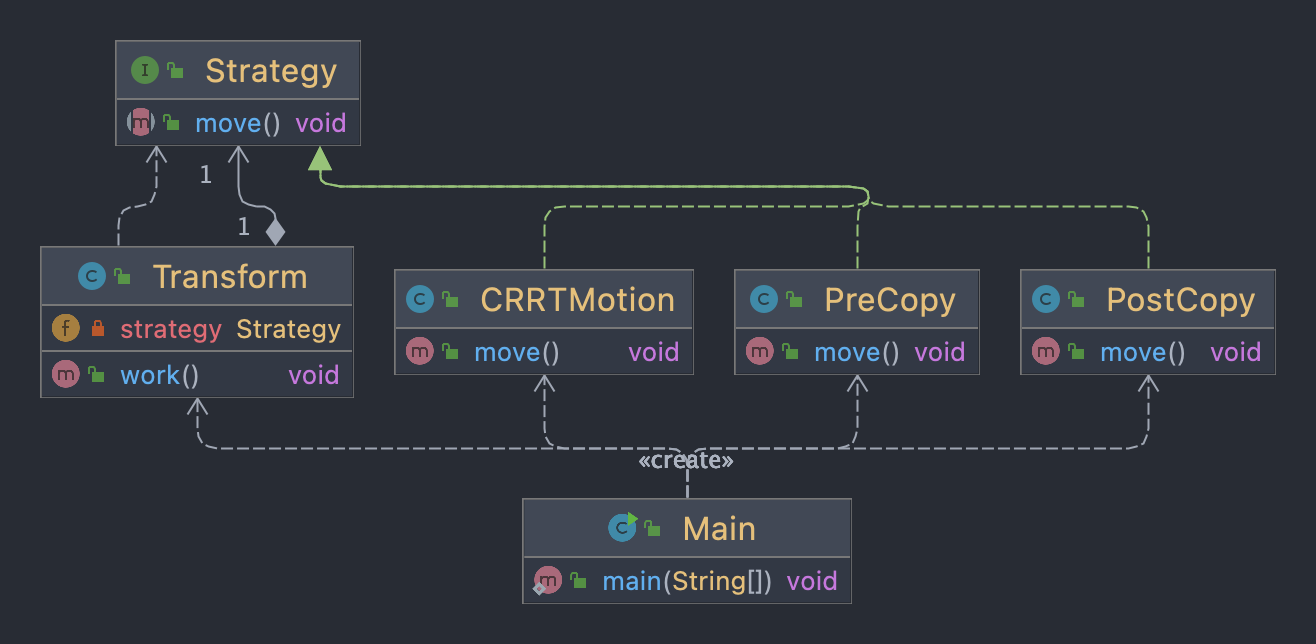 I Strategy
m move() void
1
1
C Transform
f strategy Strategy
m work() void
C CRRTMotion
m move() void
C PreCopy
m move() void
C PostCopy
m move() void
«create»
C Main
m main(String[]) void